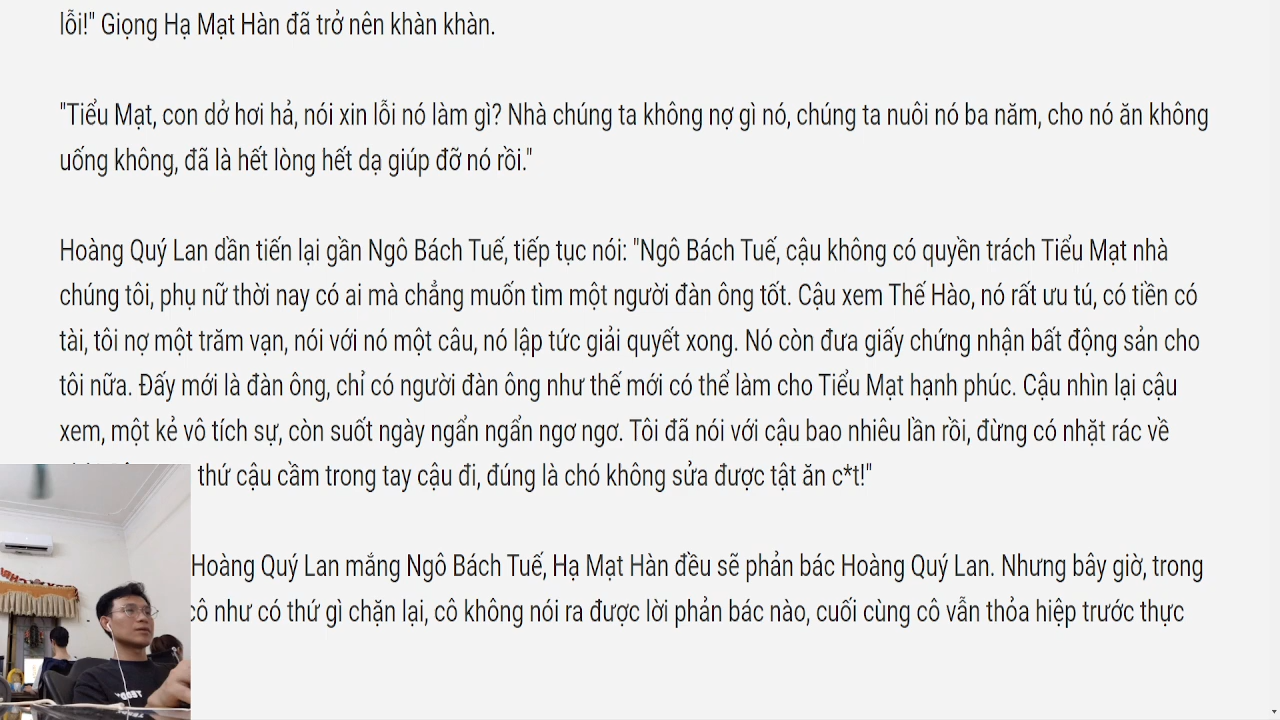 lỗi!" Giọng Hạ Mạt Hàn đã trở nên khàn khàn.
"Tiểu Mạt, con dở hơi hả, nói xin lỗi nó làm gì? Nhà chúng ta không nợ gì nó, chúng ta nuôi nó ba năm, cho nó ăn không
uống không, đã là hết lòng hết dạ giúp đỡ nó rồi."
Hoàng Quý Lan dần tiến lại gần Ngô Bách Tuế, tiếp tục nói: "Ngô Bách Tuế, cậu không có quyền trách Tiểu Mạt nhà
chúng tôi, phụ nữ thời nay có ai mà chẳng muốn tìm một người đàn ông tốt. Cậu xem Thế Hào, nó rất ưu tú, có tiền có
tài, tôi nợ một trăm vạn, nói với nó một câu, nó lập tức giải quyết xong. Nó còn đưa giấy chứng nhận bất động sản cho
tôi nữa. Đấy mới là đàn ông, chỉ có người đàn ông như thế mới có thể làm cho Tiểu Mạt hạnh phúc. Cậu nhìn lại cậu
xem, một kẻ vô tích sự, còn suốt ngày ngẩn ngẩn ngơ ngơ. Tôi đã nói với cậu bao nhiêu lần rồi, đừng có nhặt rác về
thứ cậu cầm trong tay cậu đi, đúng là chó không sửa được tật ăn c*t!"
Hoàng Quý Lan mắng Ngô Bách Tuế, Hạ Mạt Hàn đều sẽ phản bác Hoàng Quý Lan. Nhưng bây giờ, trong
cô như có thứ gì chặn lại, cô không nói ra được lời phản bác nào, cuối cùng cô vẫn thỏa hiệp trước thực